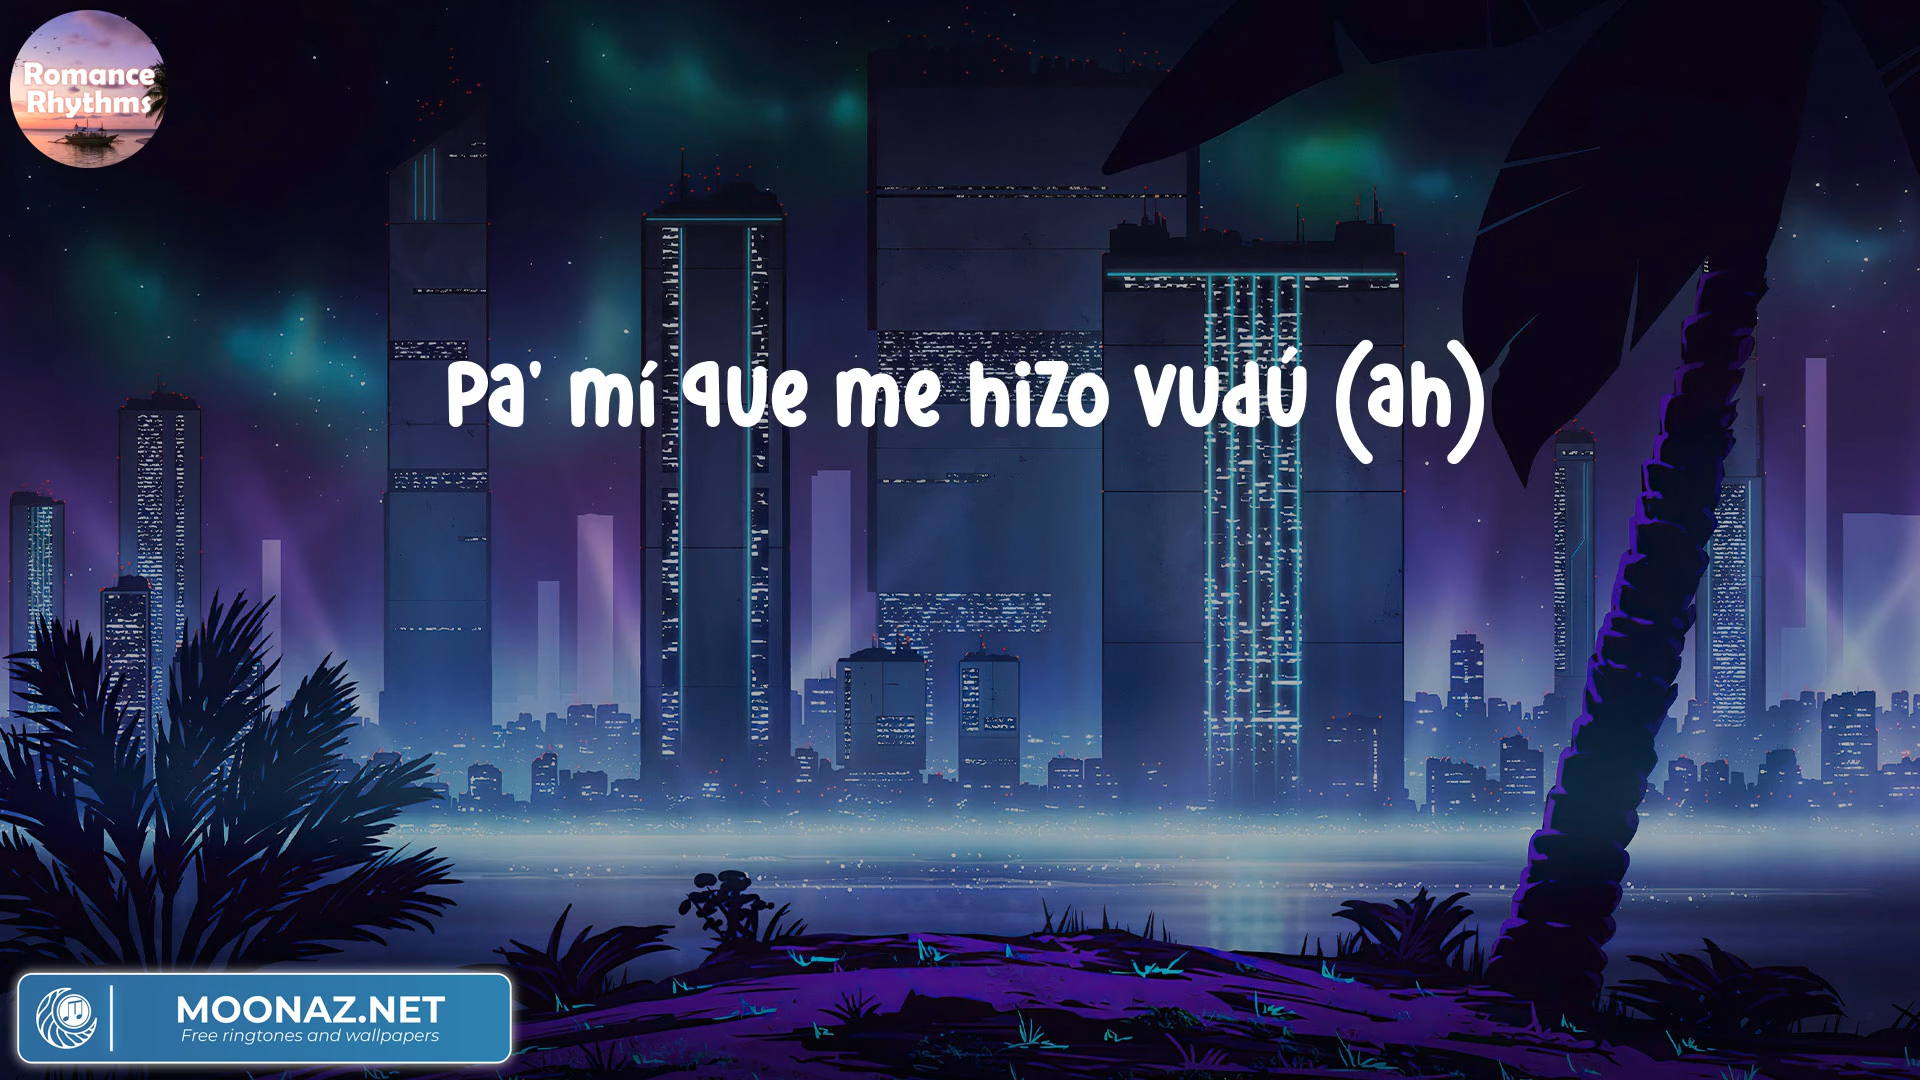 Romance
Rhythms
Pa' mí que me hizo vudú (ah)
MOONAZ.NET
Free ringtones and wallpapers